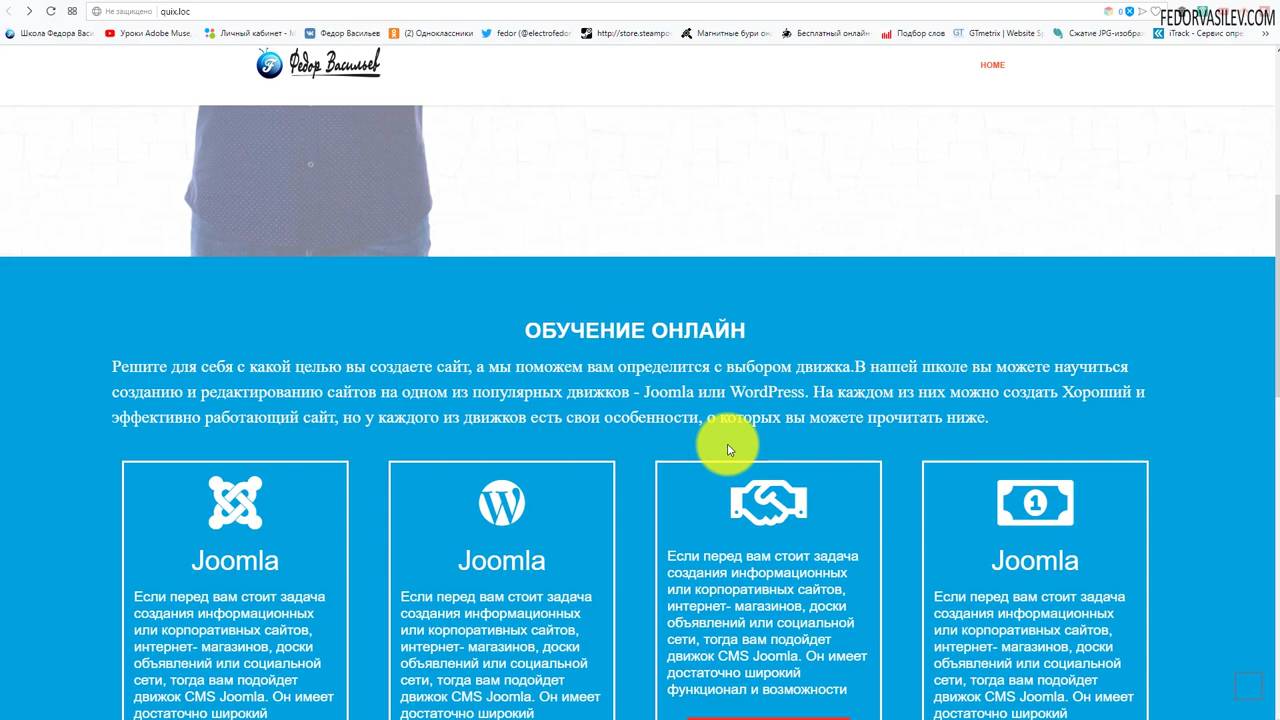 quix.loc
Не защищено
0
FEDORVASILEV.COM
Школа Федора Васи
Уроки Adobe Muse,
Личный кабинет - М
Федор Васильев
(2) Одноклассники
fedor (@electrofedor
http://store.steampo
Магнитные бури он
Бесплатный онлайн
Подбор слов
GTmetrix | Website S
Сжатие JPG-изобра
iTrack - Сервис
Федор Васильев
HOME
ОБУЧЕНИЕ ОНЛАЙН
Решите для себя с какой целью вы создаете сайт, а мы поможем вам определится с выбором движка.В нашей школе вы можете научиться
созданию и редактированию сайтов на одном из популярных движков - Joomla или WordPress. На каждом из них можно создать Хороший и
эффективно работающий сайт, но у каждого из движков есть свои особенности, о которых вы можете прочитать ниже.
Joomla
Если перед вам стоит задача
создания информационных
или корпоративных сайтов,
интернет- магазинов, доски
объявлений или социальной
сети, тогда вам подойдет
движок CMS Joomla. Он имеет
достаточно широкий
Joomla
Если перед вам стоит задача
создания информационных
или корпоративных сайтов,
интернет- магазинов, доски
объявлений или социальной
сети, тогда вам подойдет
движок CMS Joomla. Он имеет
достаточно широкий
Если перед вам стоит задача
создания информационных
или корпоративных сайтов,
интернет- магазинов, доски
объявлений или социальной
сети, тогда вам подойдет
движок CMS Joomla. Он имеет
достаточно широкий
функционал и возможности
1
Joomla
Если перед вам стоит задача
создания информационных
или корпоративных сайтов,
интернет- магазинов, доски
объявлений или социальной
сети, тогда вам подойдет
движок CMS Joomla. Он имеет
достаточно широкий